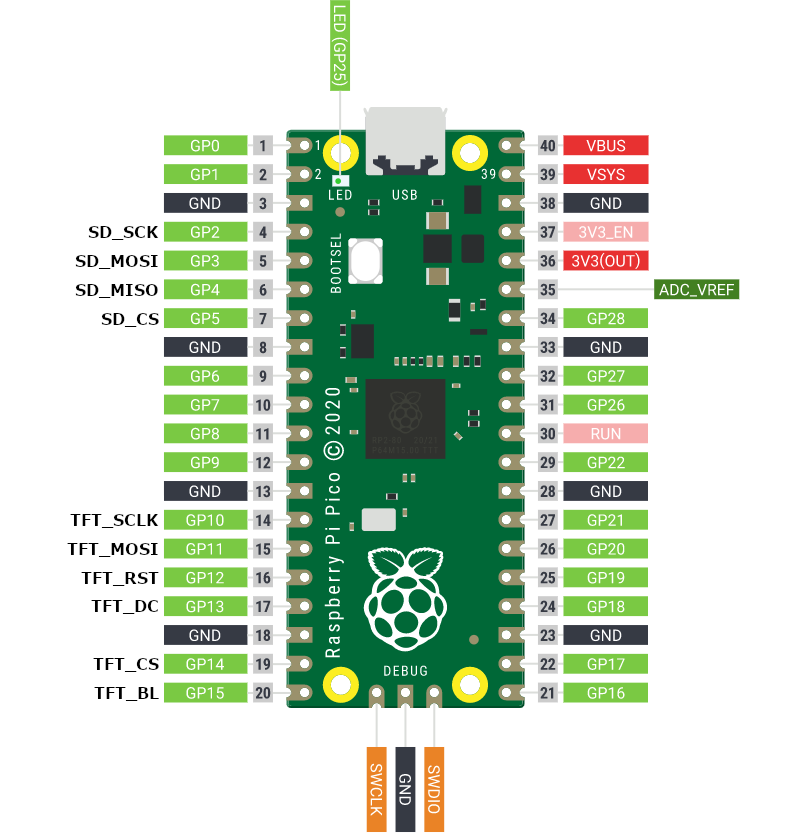 LED (GP25)
GP0 1 1 40 VBUS
GP1 2 2 39 39 VSYS
LED USB
GND 3 38 GND
SD_SCK GP2 4 37 3V3_EN
SD_MOSI GP3 5 36 3V3(OUT)
BOOTSEL
SD_MISO GP4 6 35 ADC_VREF
SD_CS GP5 7 34 GP28
GND 8 33 GND
GP6 9 32 GP27
GP7 10 31 GP26
GP8 11 30 RUN
GP9 12 29 GP22
GND 13 28 GND
TFT_SCLK GP10 14 27 GP21
TFT_MOSI GP11 15 26 GP20
TFT_RST GP12 16 25 GP19
TFT_DC GP13 17 24 GP18
Raspberry Pi Pico ©2020
GND 18 23 GND
TFT_CS GP14 19 22 GP17
DEBUG
TFT_BL GP15 20 21 GP16
SWCLK
GND
SWDIO